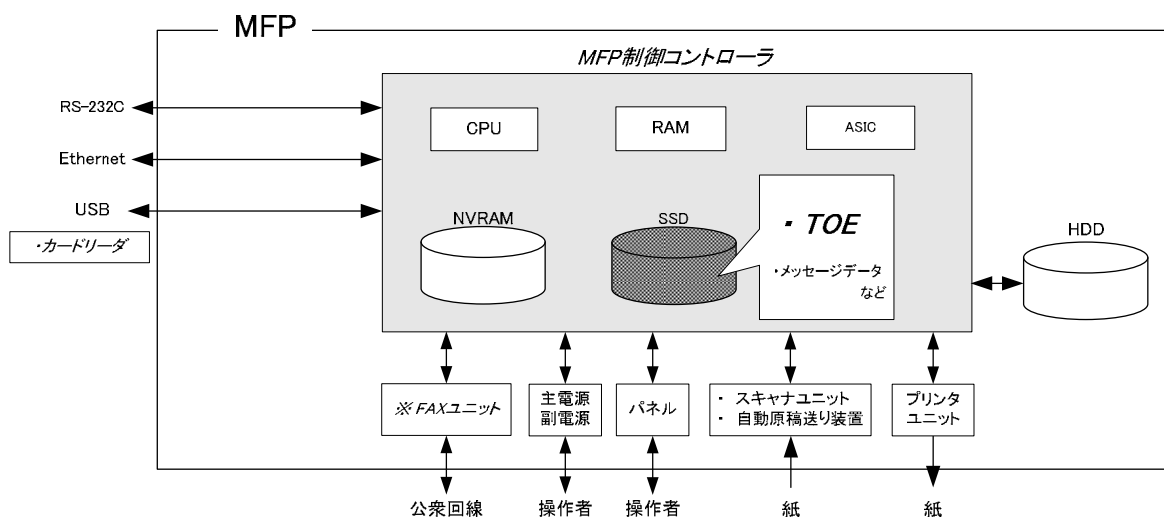 MFP
MFP制御コントローラ
RS-232C
CPU
RAM
ASIC
Ethernet
USB
・カードリーダ
NVRAM
SSD
・ TOE
・メッセージデータ
など
HDD
※FAXユニット
主電源
副電源
パネル
・ スキャナユニット
・ 自動原稿送り装置
プリンタ
ユニット
公衆回線
操作者
操作者
紙
紙